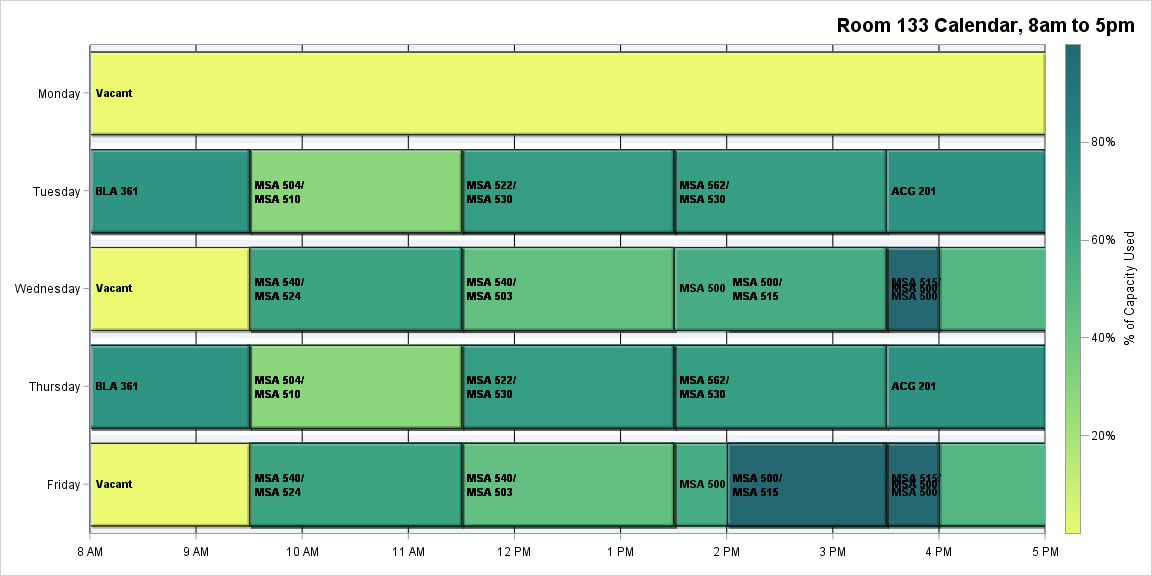 Room 133 Calendar, 8am to 5pm
Monday
Vacant
Tuesday
BLA 361
MSA 504/
MSA 510
MSA 522/
MSA 530
MSA 562/
MSA 530
ACG 201
Wednesday
Vacant
MSA 540/
MSA 524
MSA 540/
MSA 503
MSA 500
MSA 500/
MSA 515
MSA 515/
MSA 500
MSA 500
Thursday
BLA 361
MSA 504/
MSA 510
MSA 522/
MSA 530
MSA 562/
MSA 530
ACG 201
Friday
Vacant
MSA 540/
MSA 524
MSA 540/
MSA 503
MSA 500
MSA 500/
MSA 515
MSA 515/
MSA 500
MSA 500
8 AM
9 AM
10 AM
11 AM
12 PM
1 PM
2 PM
3 PM
4 PM
5 PM
80%
60%
40%
20%
% of Capacity Used